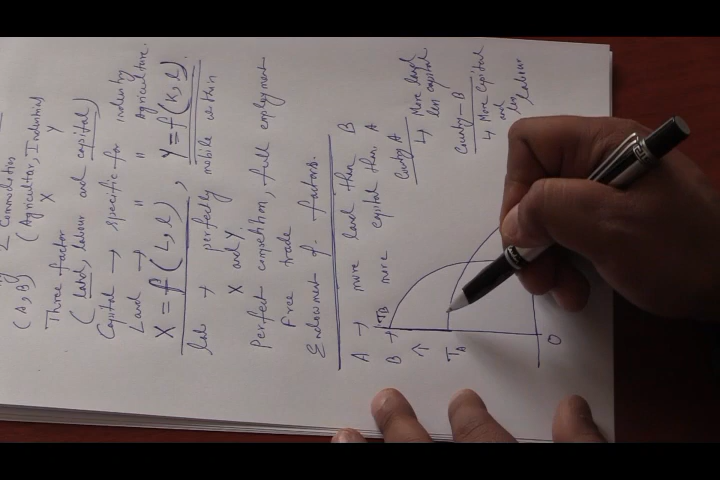 2 Commodities
(A, B) (Agriculture, Industries)
X Y
Three factor
(Land, labour and capital)
Capital → specific for industry
Land → " " Agriculture.
X = f(L, l), Y = f(K, l).
lab → perfectly mobile within
X and Y
Perfect competition, full employment
Free trade
Endowment of factors.
A → more land than B
B → more capital than A
↑
TB
TA
O
Country A
↳ More land
less capital
Country - B
↳ More Capital
and
less
labour